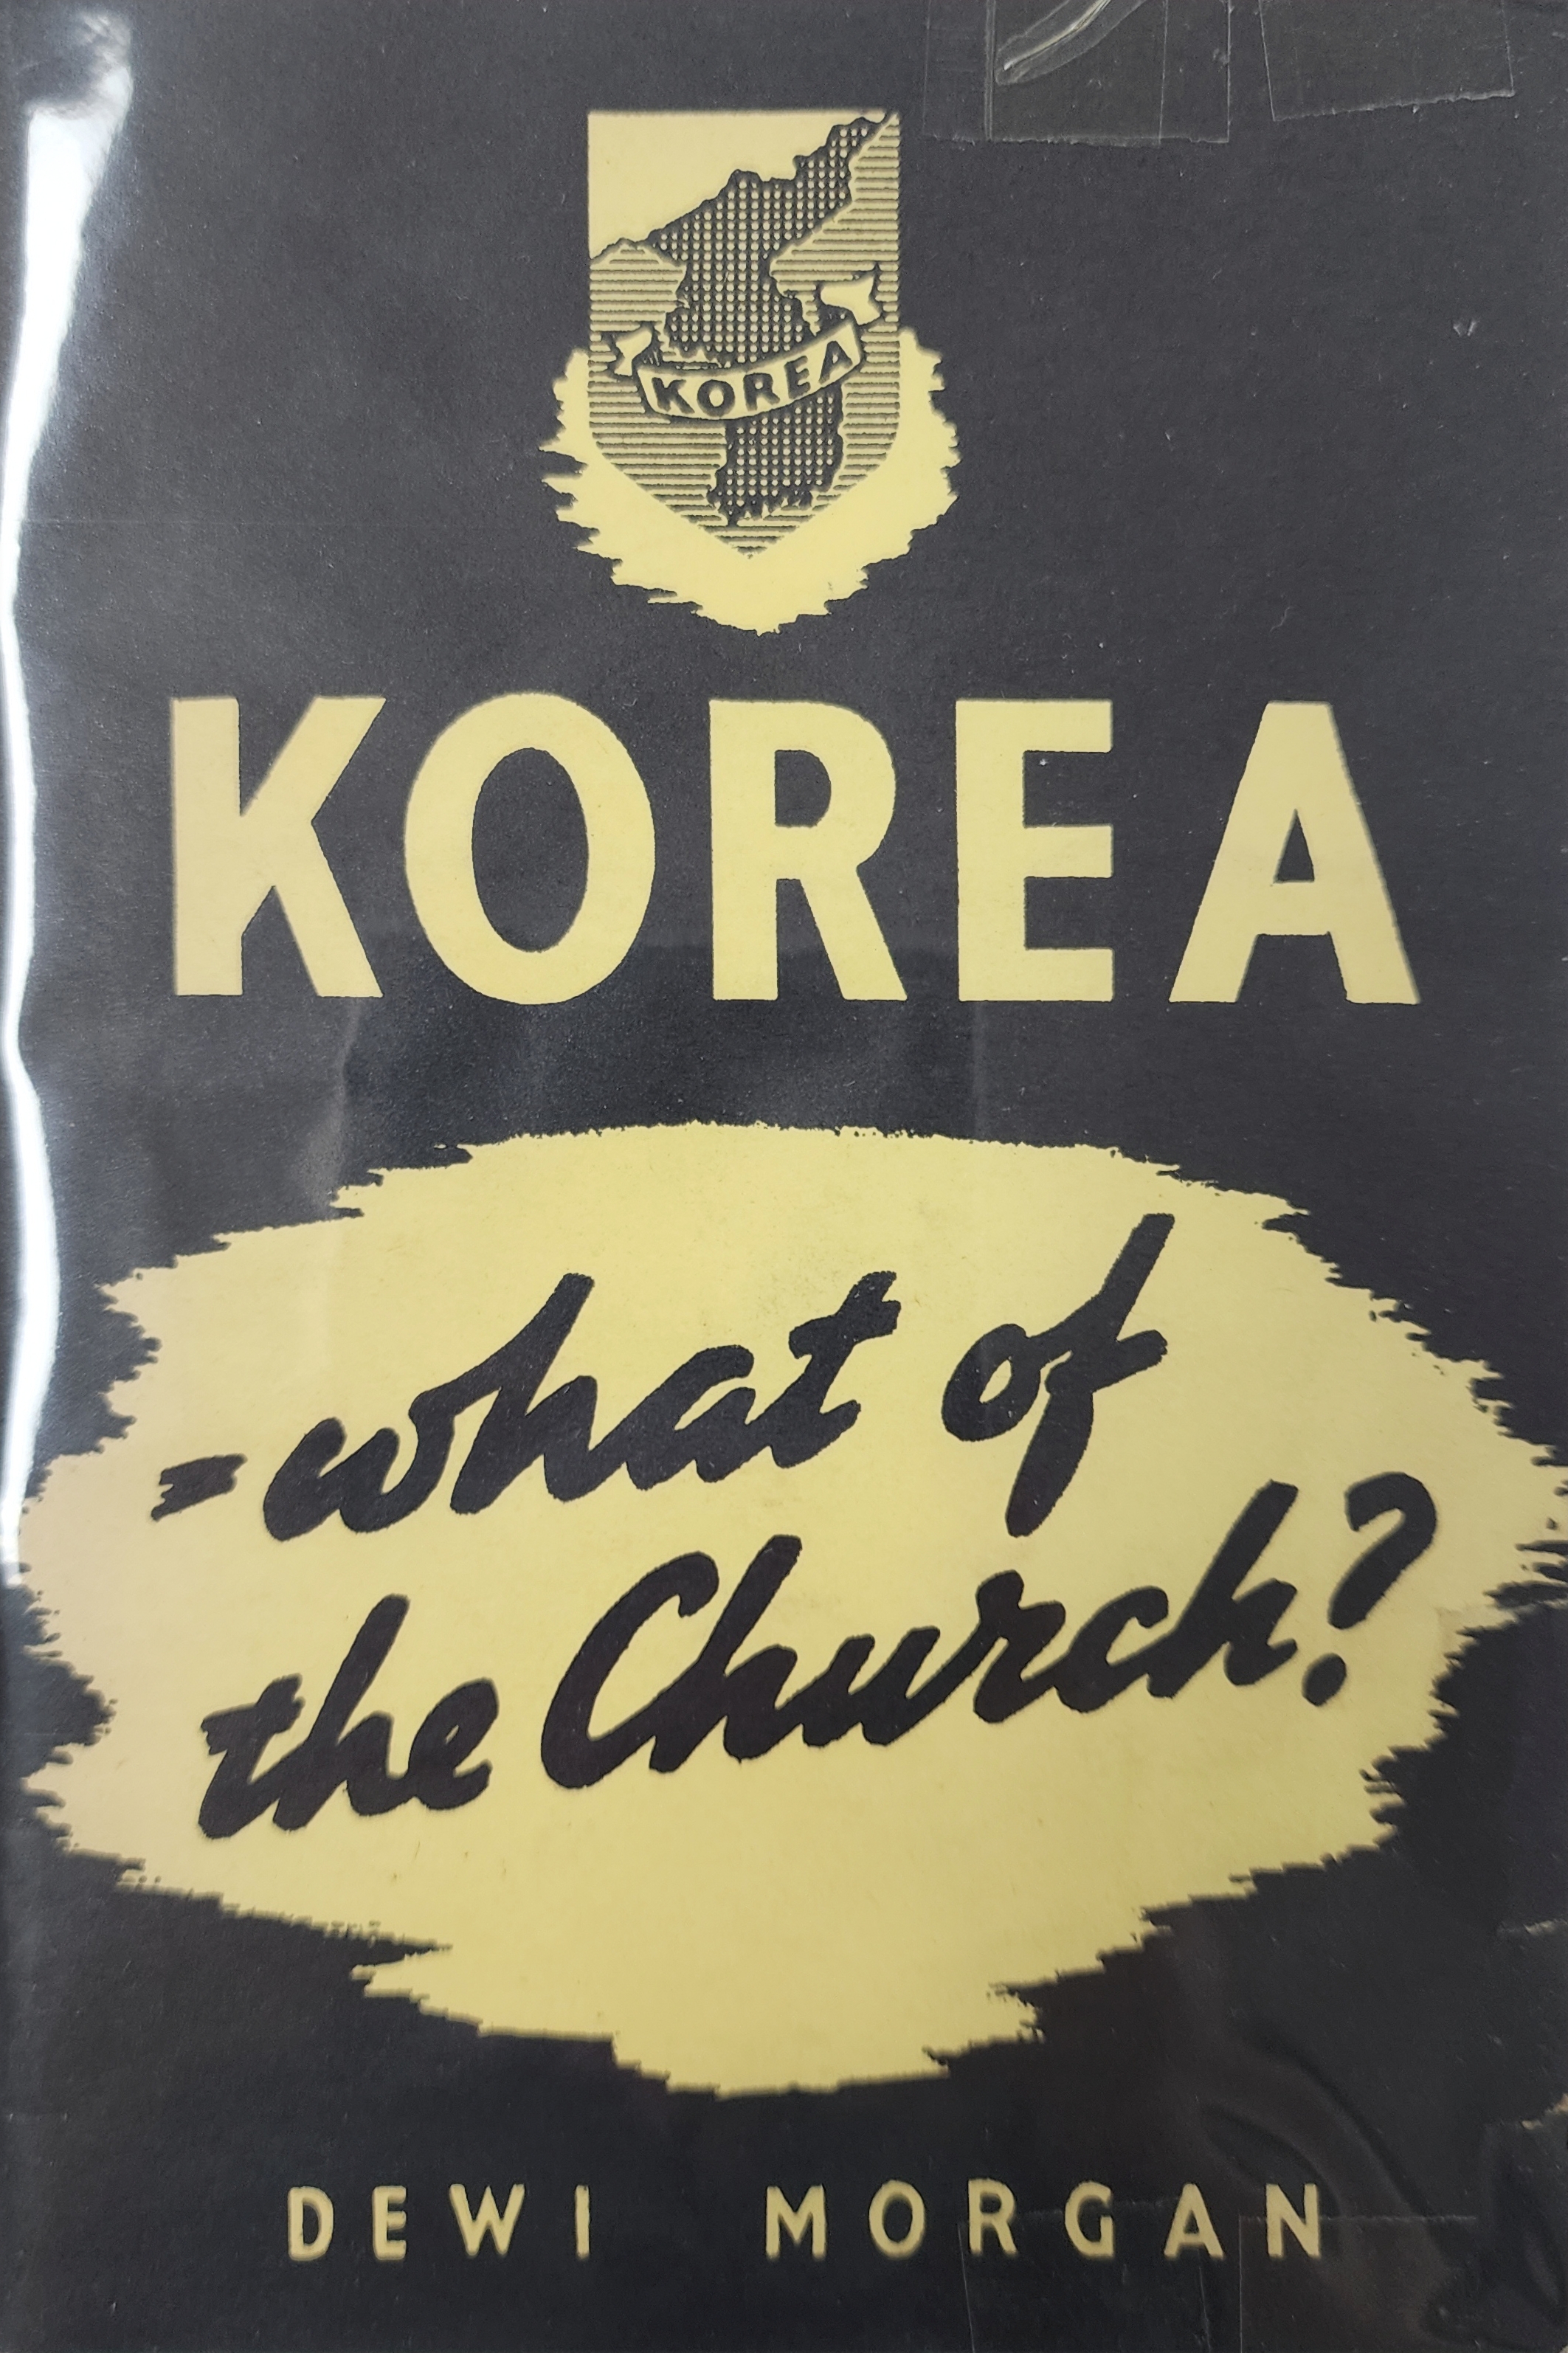 KOREA
KOREA
-what of
the Church?
DEWI MORGAN